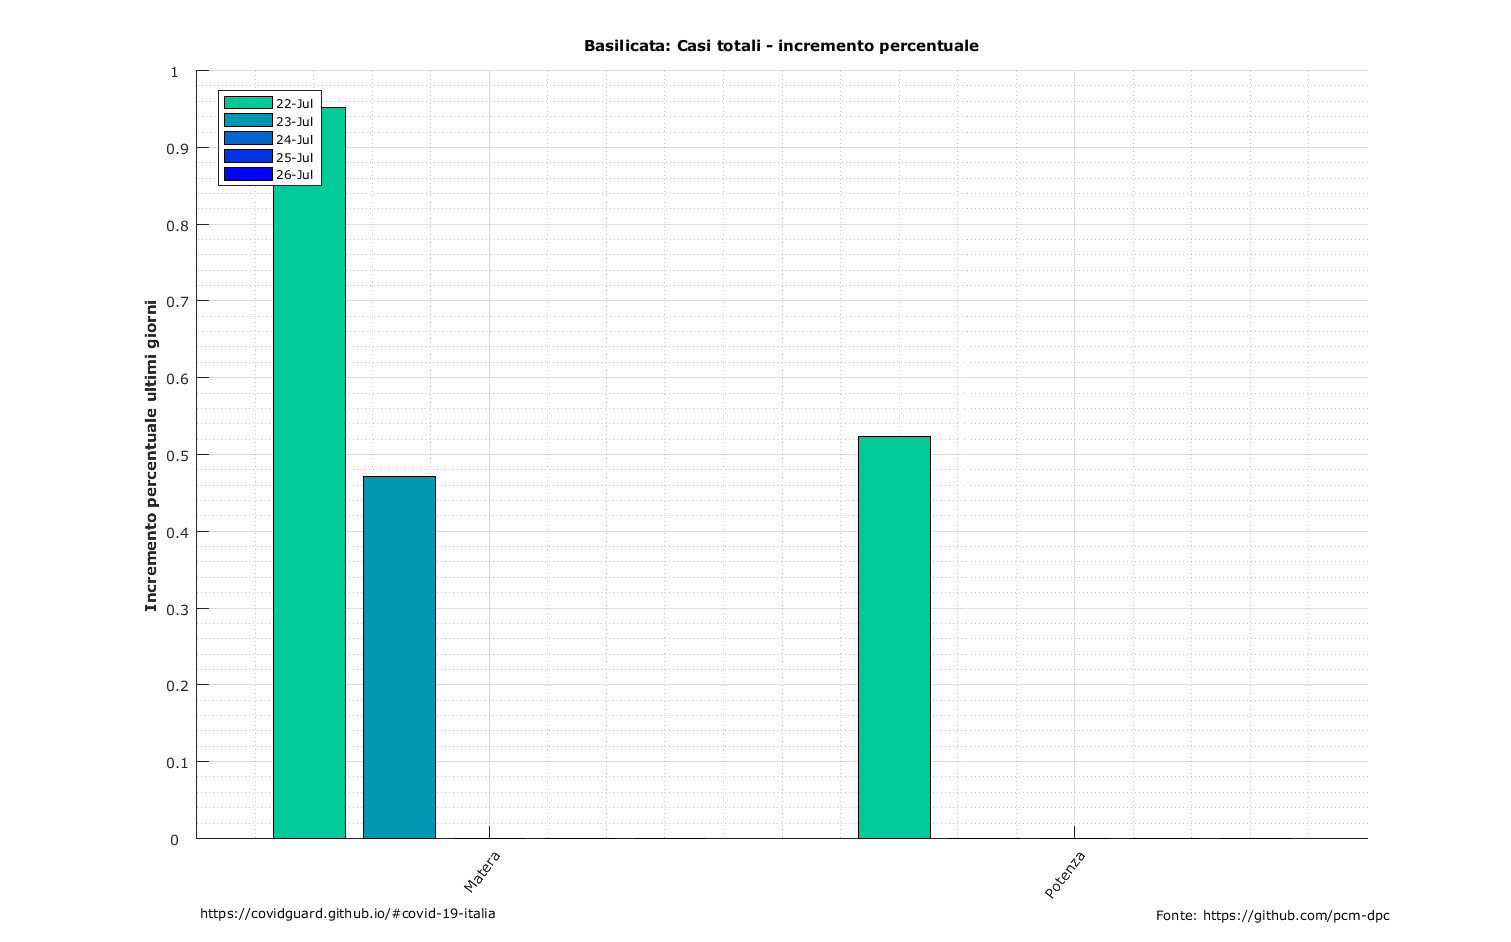 Basilicata: Casi totali - incremento percentuale
Incremento percentuale ultimi giorni
1
0.9
0.8
0.7
0.6
0.5
0.4
0.3
0.2
0.1
0
22-Jul
23-Jul
24-Jul
25-Jul
26-Jul
Matera
Potenza
https://covidguard.github.io/#covid-19-italia
Fonte: https://github.com/pcm-dpc